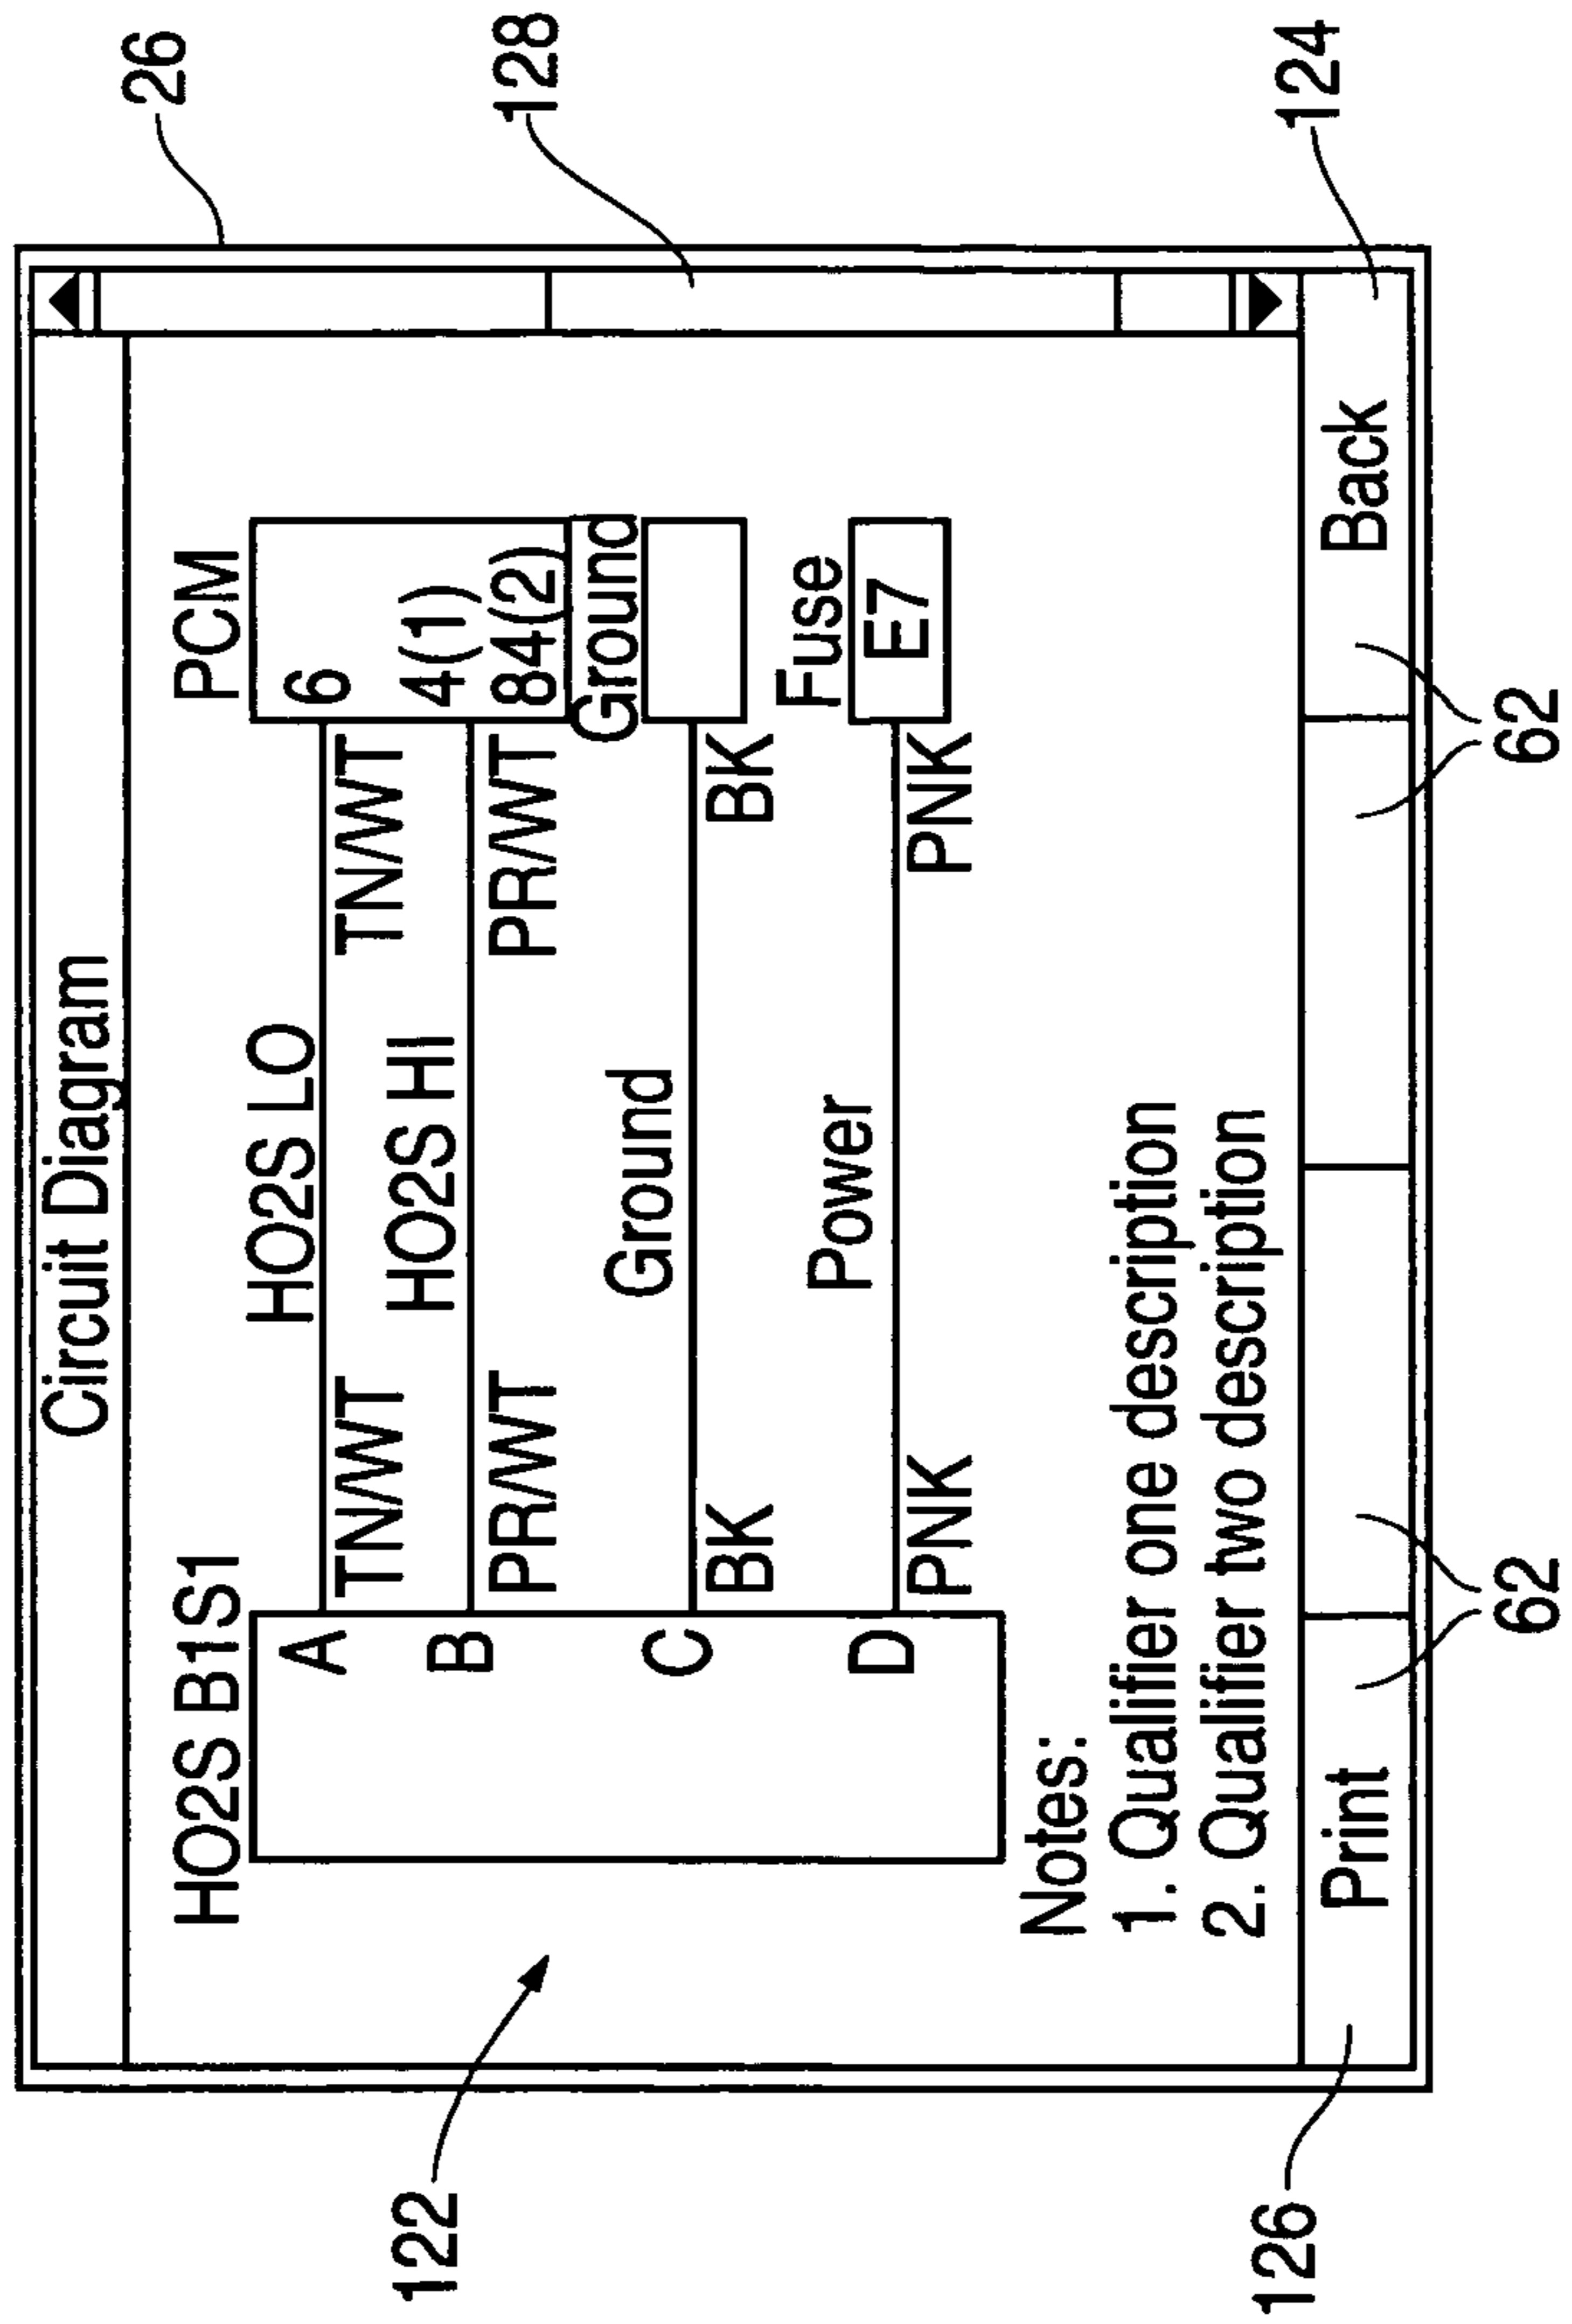 26
128
Circuit Diagram
HO2S B1S1
PCM
HO2S LO
A
6
TN/WT
TN/WT
HO2S HI
4(1)
B
84(2)
PR/WT
PR/WT
Ground
Ground
C
BK
BK
Power
Fuse
D
E7
PNK
PNK
Notes:
1. Qualifier one description
2. Qualifier two description
Print
Back
122
126
124
62
62